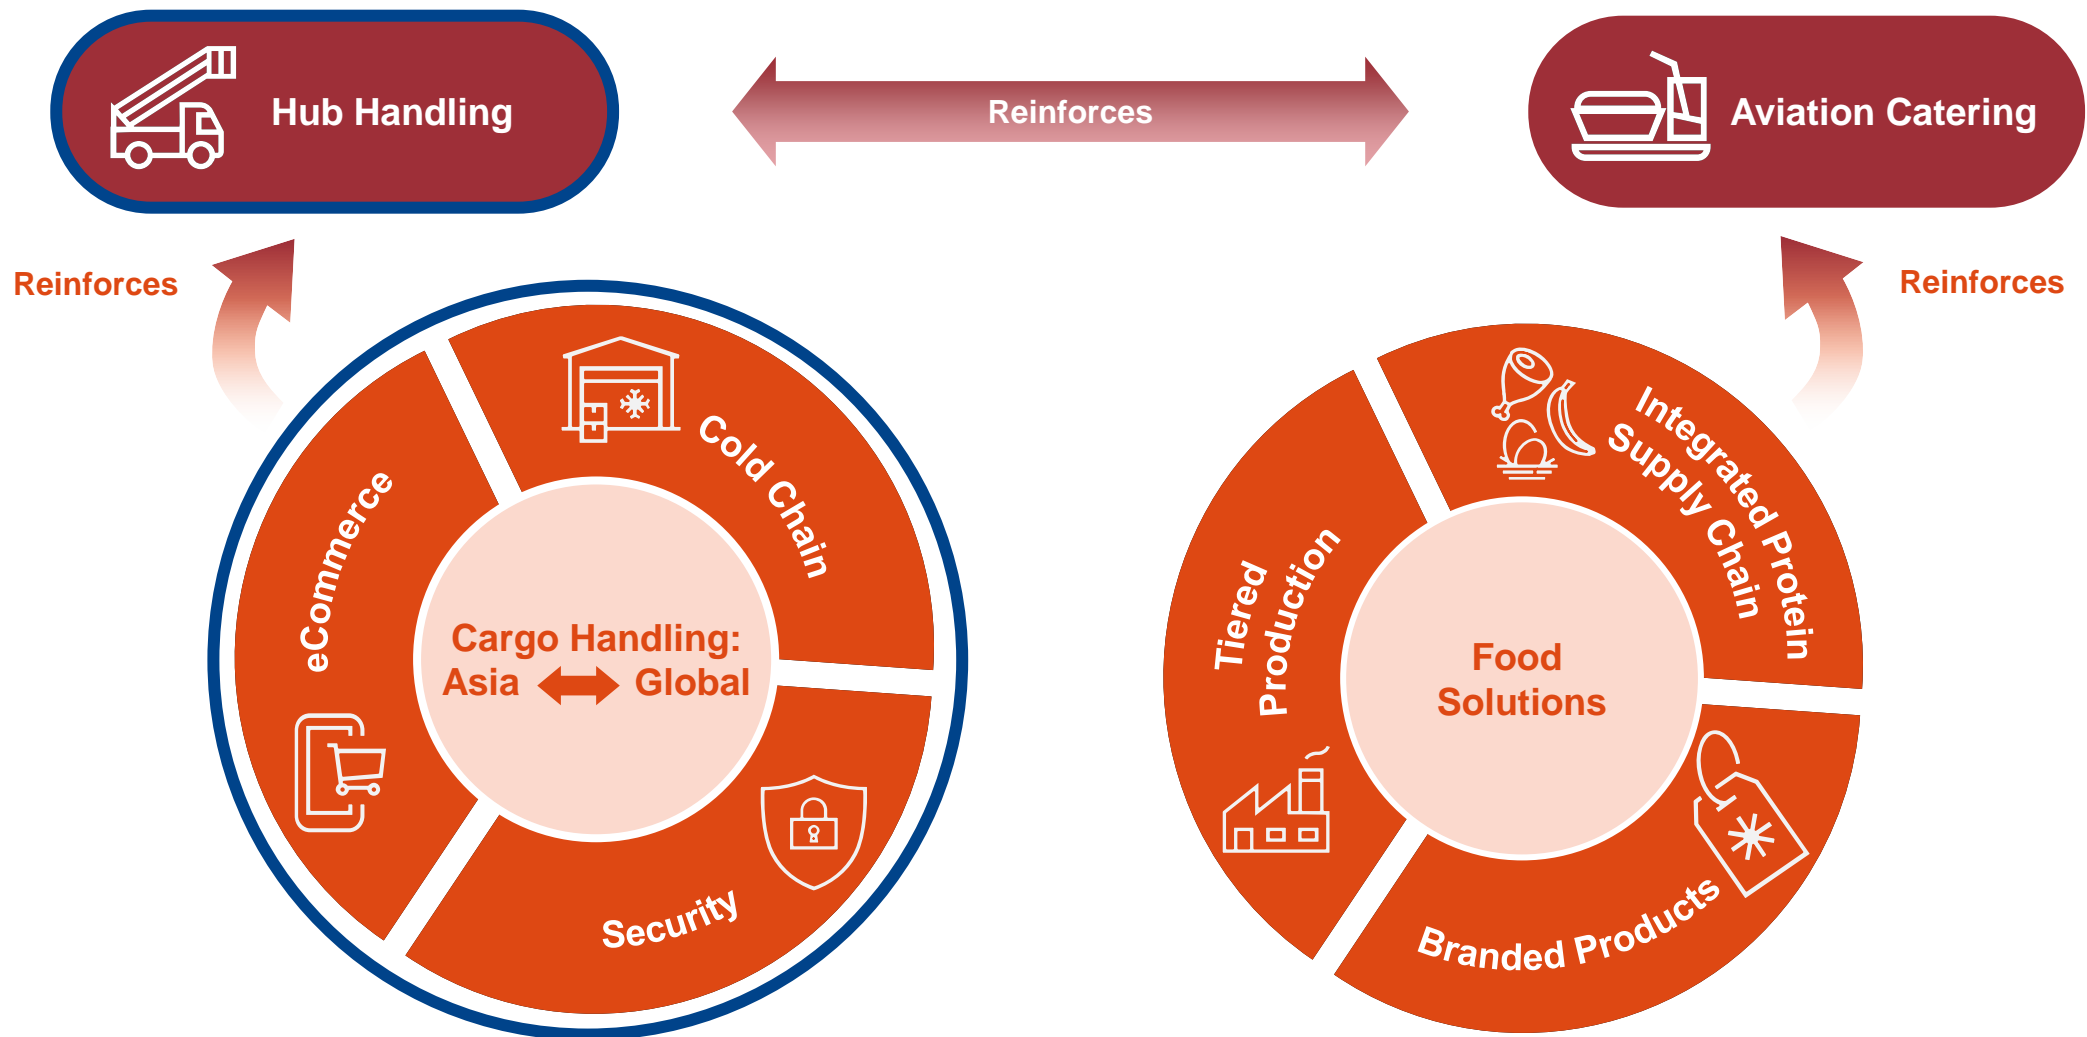 Hub Handling
Reinforces
Aviation Catering
Reinforces
Reinforces
eCommerce
Cold Chain
Security
Cargo Handling:
Asia Global
Tiered
Production
Integrated Protein
Supply Chain
Branded Products
Food
Solutions